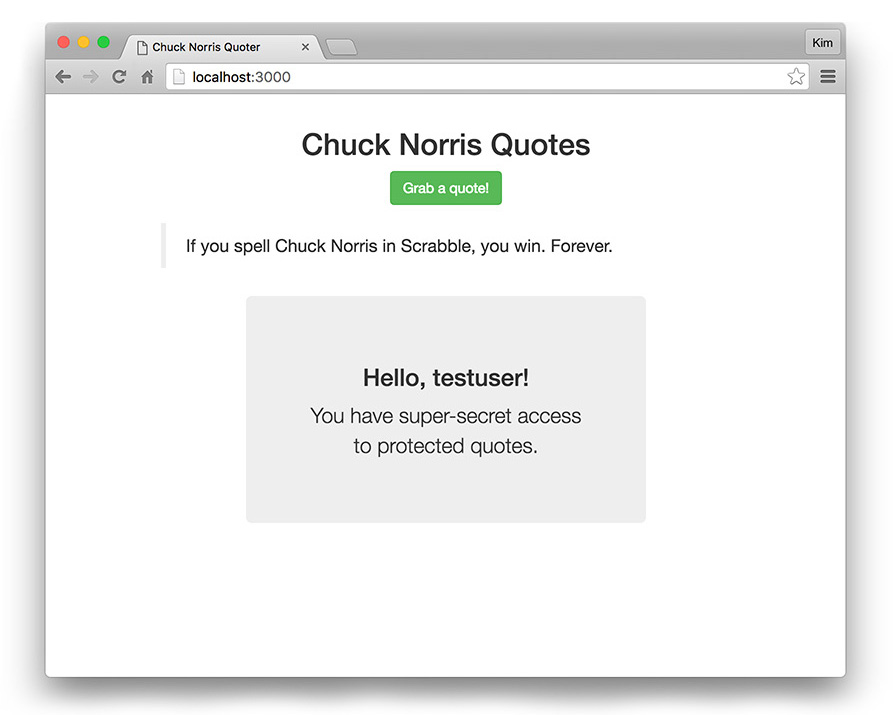 Chuck Norris Quoter
Kim
localhost:3000
Chuck Norris Quotes
Grab a quote!
If you spell Chuck Norris in Scrabble, you win. Forever.
Hello, testuser!
You have super-secret access
to protected quotes.